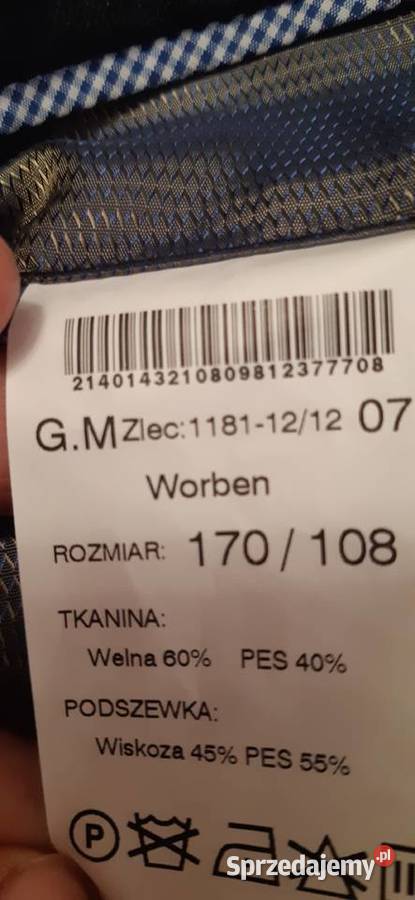 2140143210809812377708
G.M Zlec:1181-12/12 07
Worben
ROZMIAR: 170 / 108
TKANINA:
Welna 60% PES 40%
PODSZEWKA:
Wiskoza 45% PES 55%
P
Sprzedajemy.pl